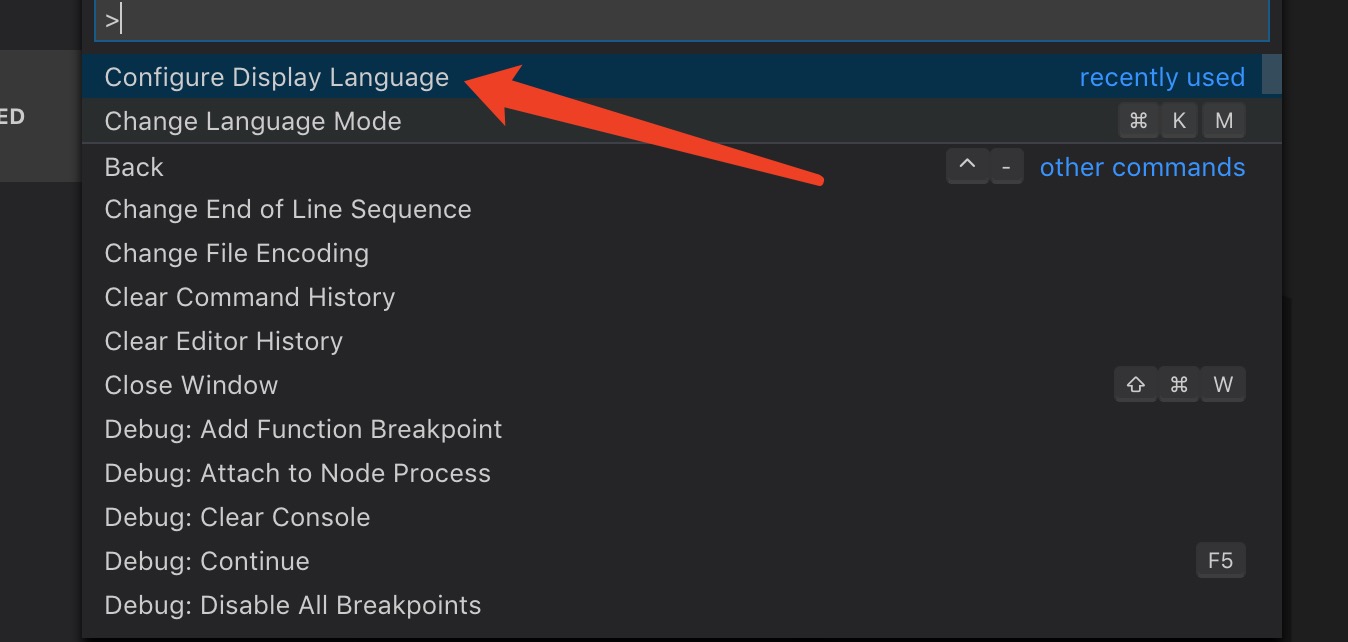 >
Configure Display Language recently used
Change Language Mode ⌘ K M
ED
Back ^ - other commands
Change End of Line Sequence
Change File Encoding
Clear Command History
Clear Editor History
Close Window ⇧ ⌘ W
Debug: Add Function Breakpoint
Debug: Attach to Node Process
Debug: Clear Console
Debug: Continue F5
Debug: Disable All Breakpoints